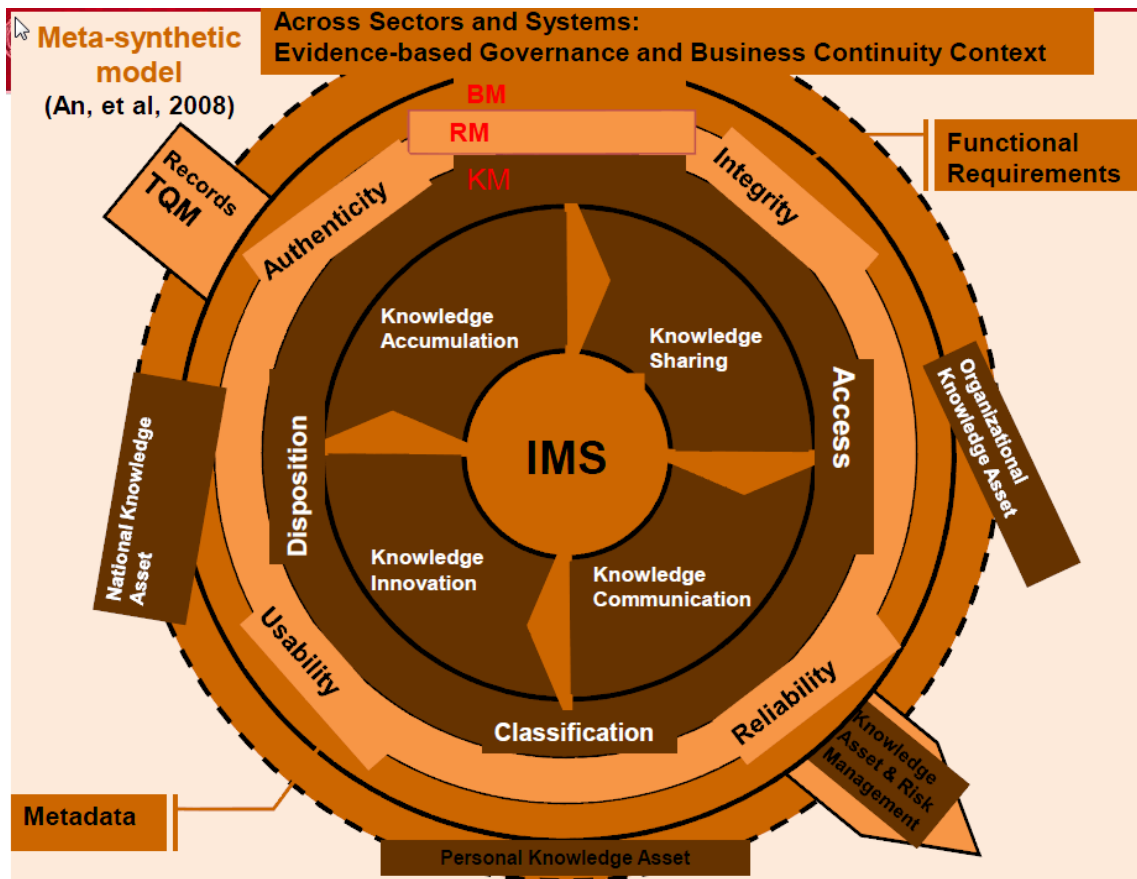 Meta-synthetic
model
(An, et al, 2008)
Across Sectors and Systems:
Evidence-based Governance and Business Continuity Context
BM
RM
KM
Functional
Requirements
Records
TQM
Authenticity
Integrity
Knowledge
Accumulation
Knowledge
Sharing
Access
Organizational
Knowledge Asset
IMS
Disposition
National Knowledge
Asset
Knowledge
Innovation
Knowledge
Communication
Usability
Reliability
Classification
Knowledge
Asset & Risk
Management
Metadata
Personal Knowledge Asset